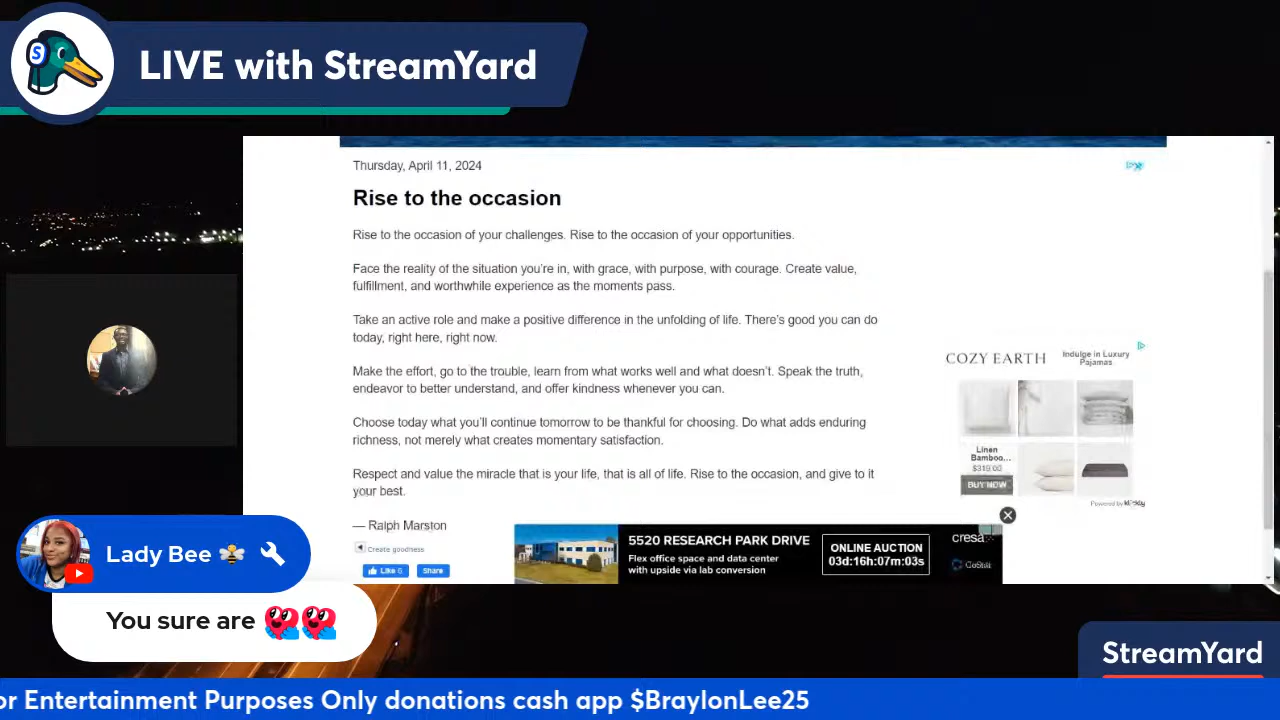 S
LIVE with StreamYard
Thursday, April 11, 2024
Rise to the occasion
Rise to the occasion of your challenges. Rise to the occasion of your opportunities.
Face the reality of the situation you're in, with grace, with purpose, with courage. Create value,
fulfillment, and worthwhile experience as the moments pass.
Take an active role and make a positive difference in the unfolding of life. There's good you can do
today, right here, right now.
Make the effort, go to the trouble, learn from what works well and what doesn't. Speak the truth,
endeavor to better understand, and offer kindness whenever you can.
Choose today what you'll continue tomorrow to be thankful for choosing. Do what adds enduring
richness, not merely what creates momentary satisfaction.
Respect and value the miracle that is your life, that is all of life. Rise to the occasion, and give to it
your best.
— Ralph Marston
Create goodness
Like 6
Share
COZY EARTH
Indulge in Luxury
Pajamas
Linen
Bamboo...
$319.00
BUY NOW
Powered by
5520 RESEARCH PARK DRIVE
Flex office space and data center
with upside via lab conversion
ONLINE AUCTION
03d:16h:07m:03s
cresa
CoStar
Lady Bee 🐝
You sure are
StreamYard
or Entertainment Purposes Only donations cash app $BraylonLee25